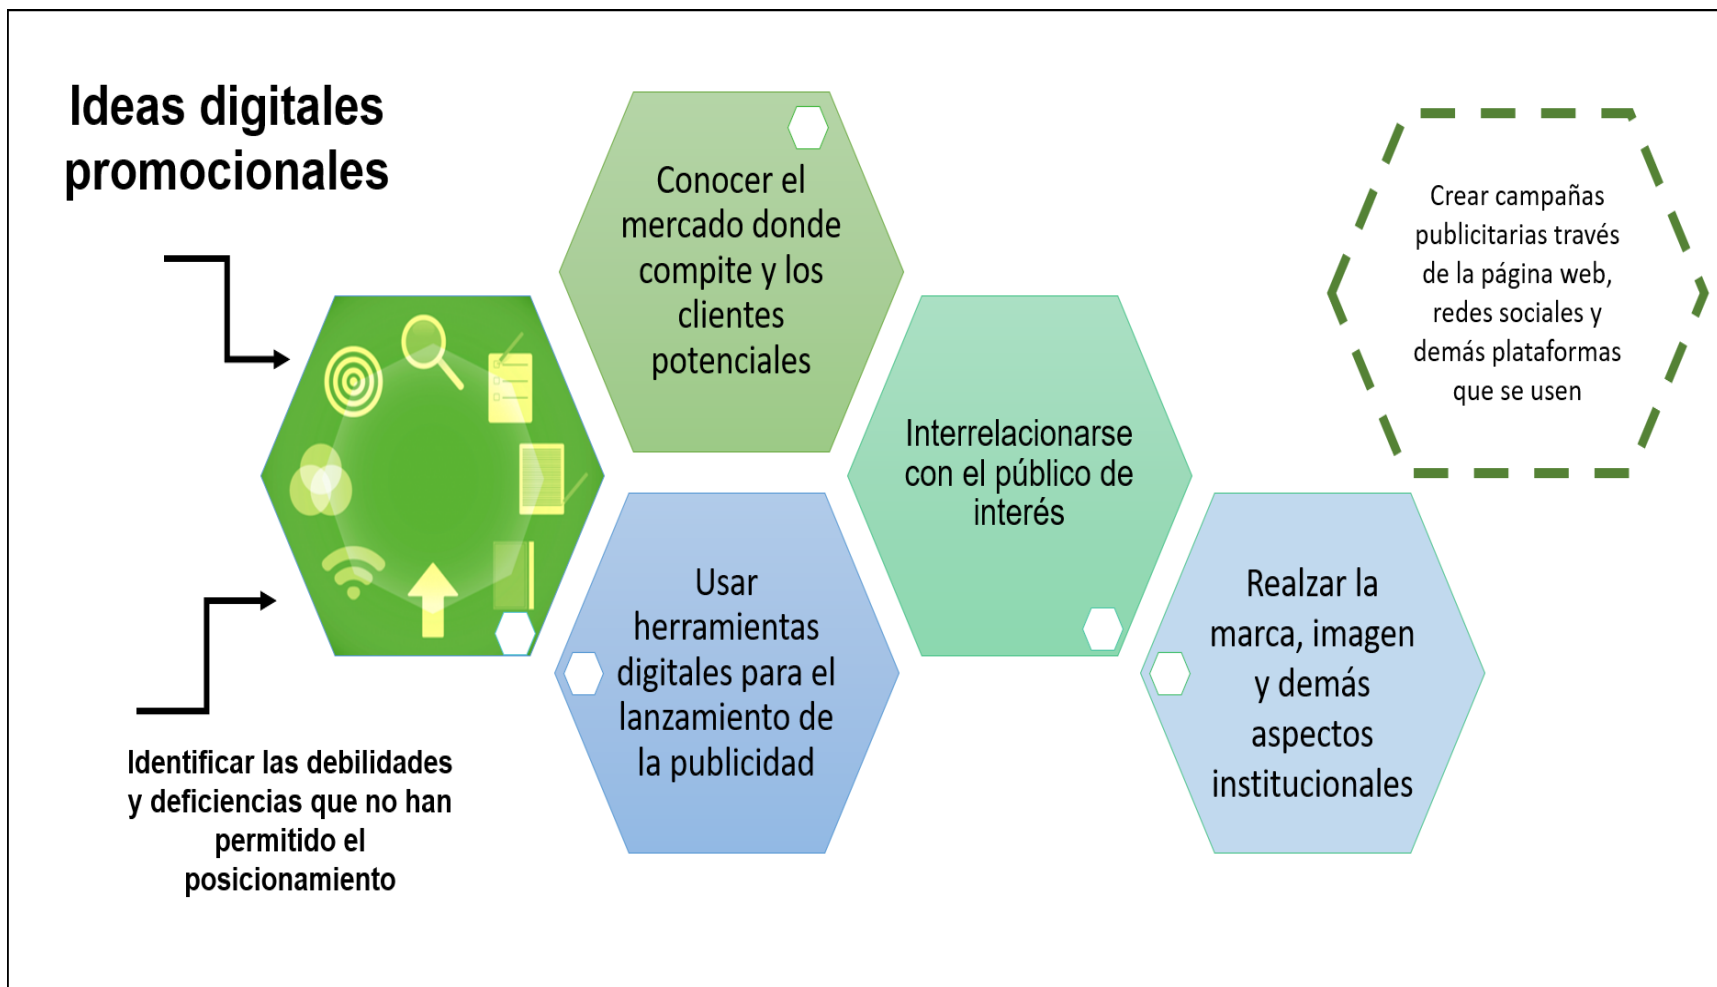 Ideas digitales
promocionales
Conocer el
mercado donde
compite y los
clientes
potenciales
Crear campañas
publicitarias través
de la página web,
redes sociales y
demás plataformas
que se usen
Interrelacionarse
con el público de
interés
Usar
herramientas
digitales para el
lanzamiento de
la publicidad
Realzar la
marca, imagen
y demás
aspectos
institucionales
Identificar las debilidades
y deficiencias que no han
permitido el
posicionamiento